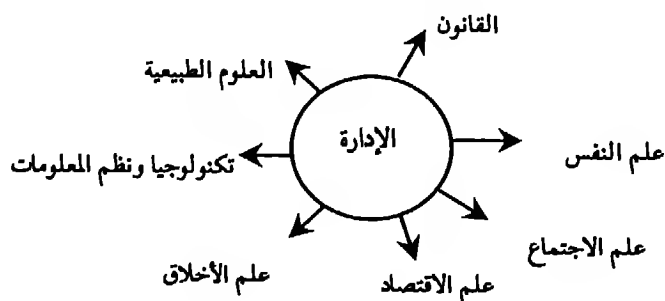 القانون
العلوم الطبيعية
الإدارة
علم النفس
تكنولوجيا ونظم المعلومات
علم الاجتماع
علم الأخلاق
علم الاقتصاد